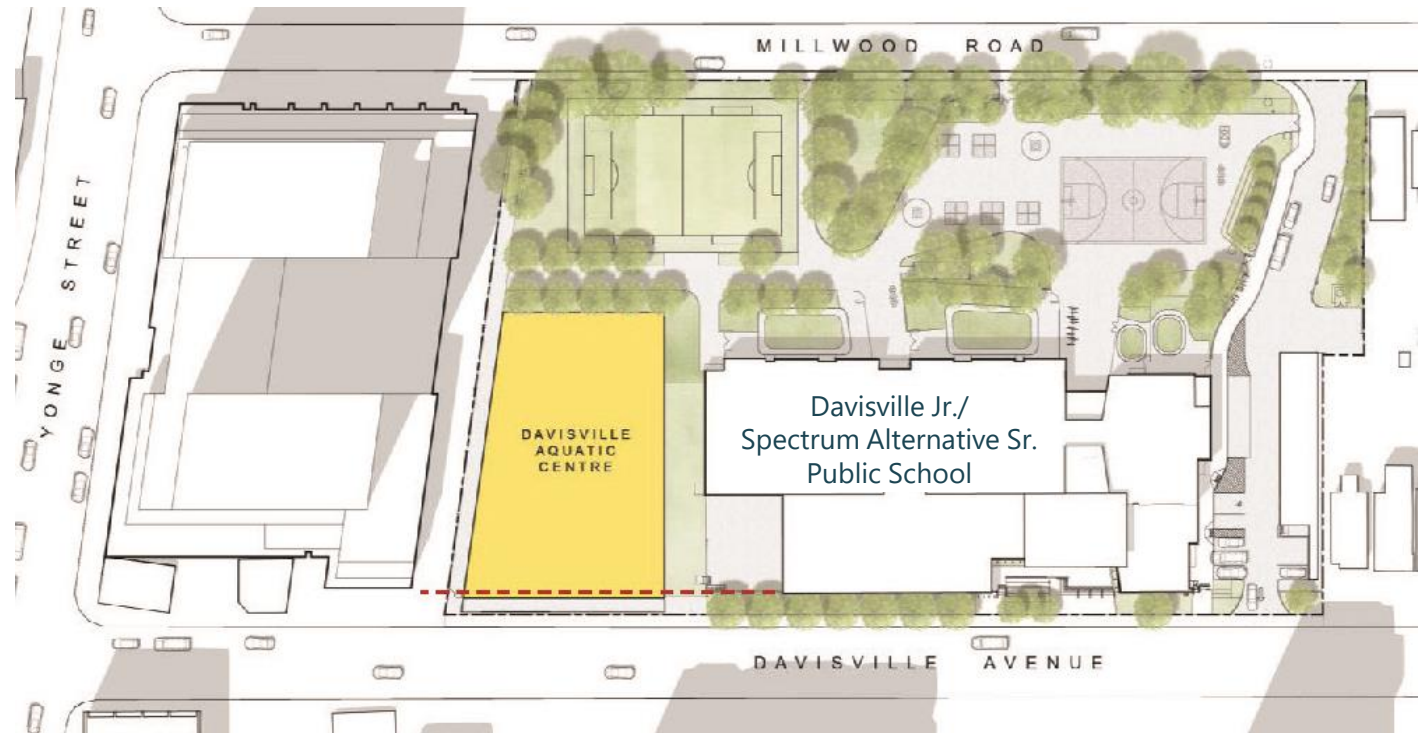 MILLWOOD ROAD
YONGE STREET
DAVISVILLE
AQUATIC
CENTRE
Davisville Jr./
Spectrum Alternative Sr.
Public School
DAVISVILLE AVENUE